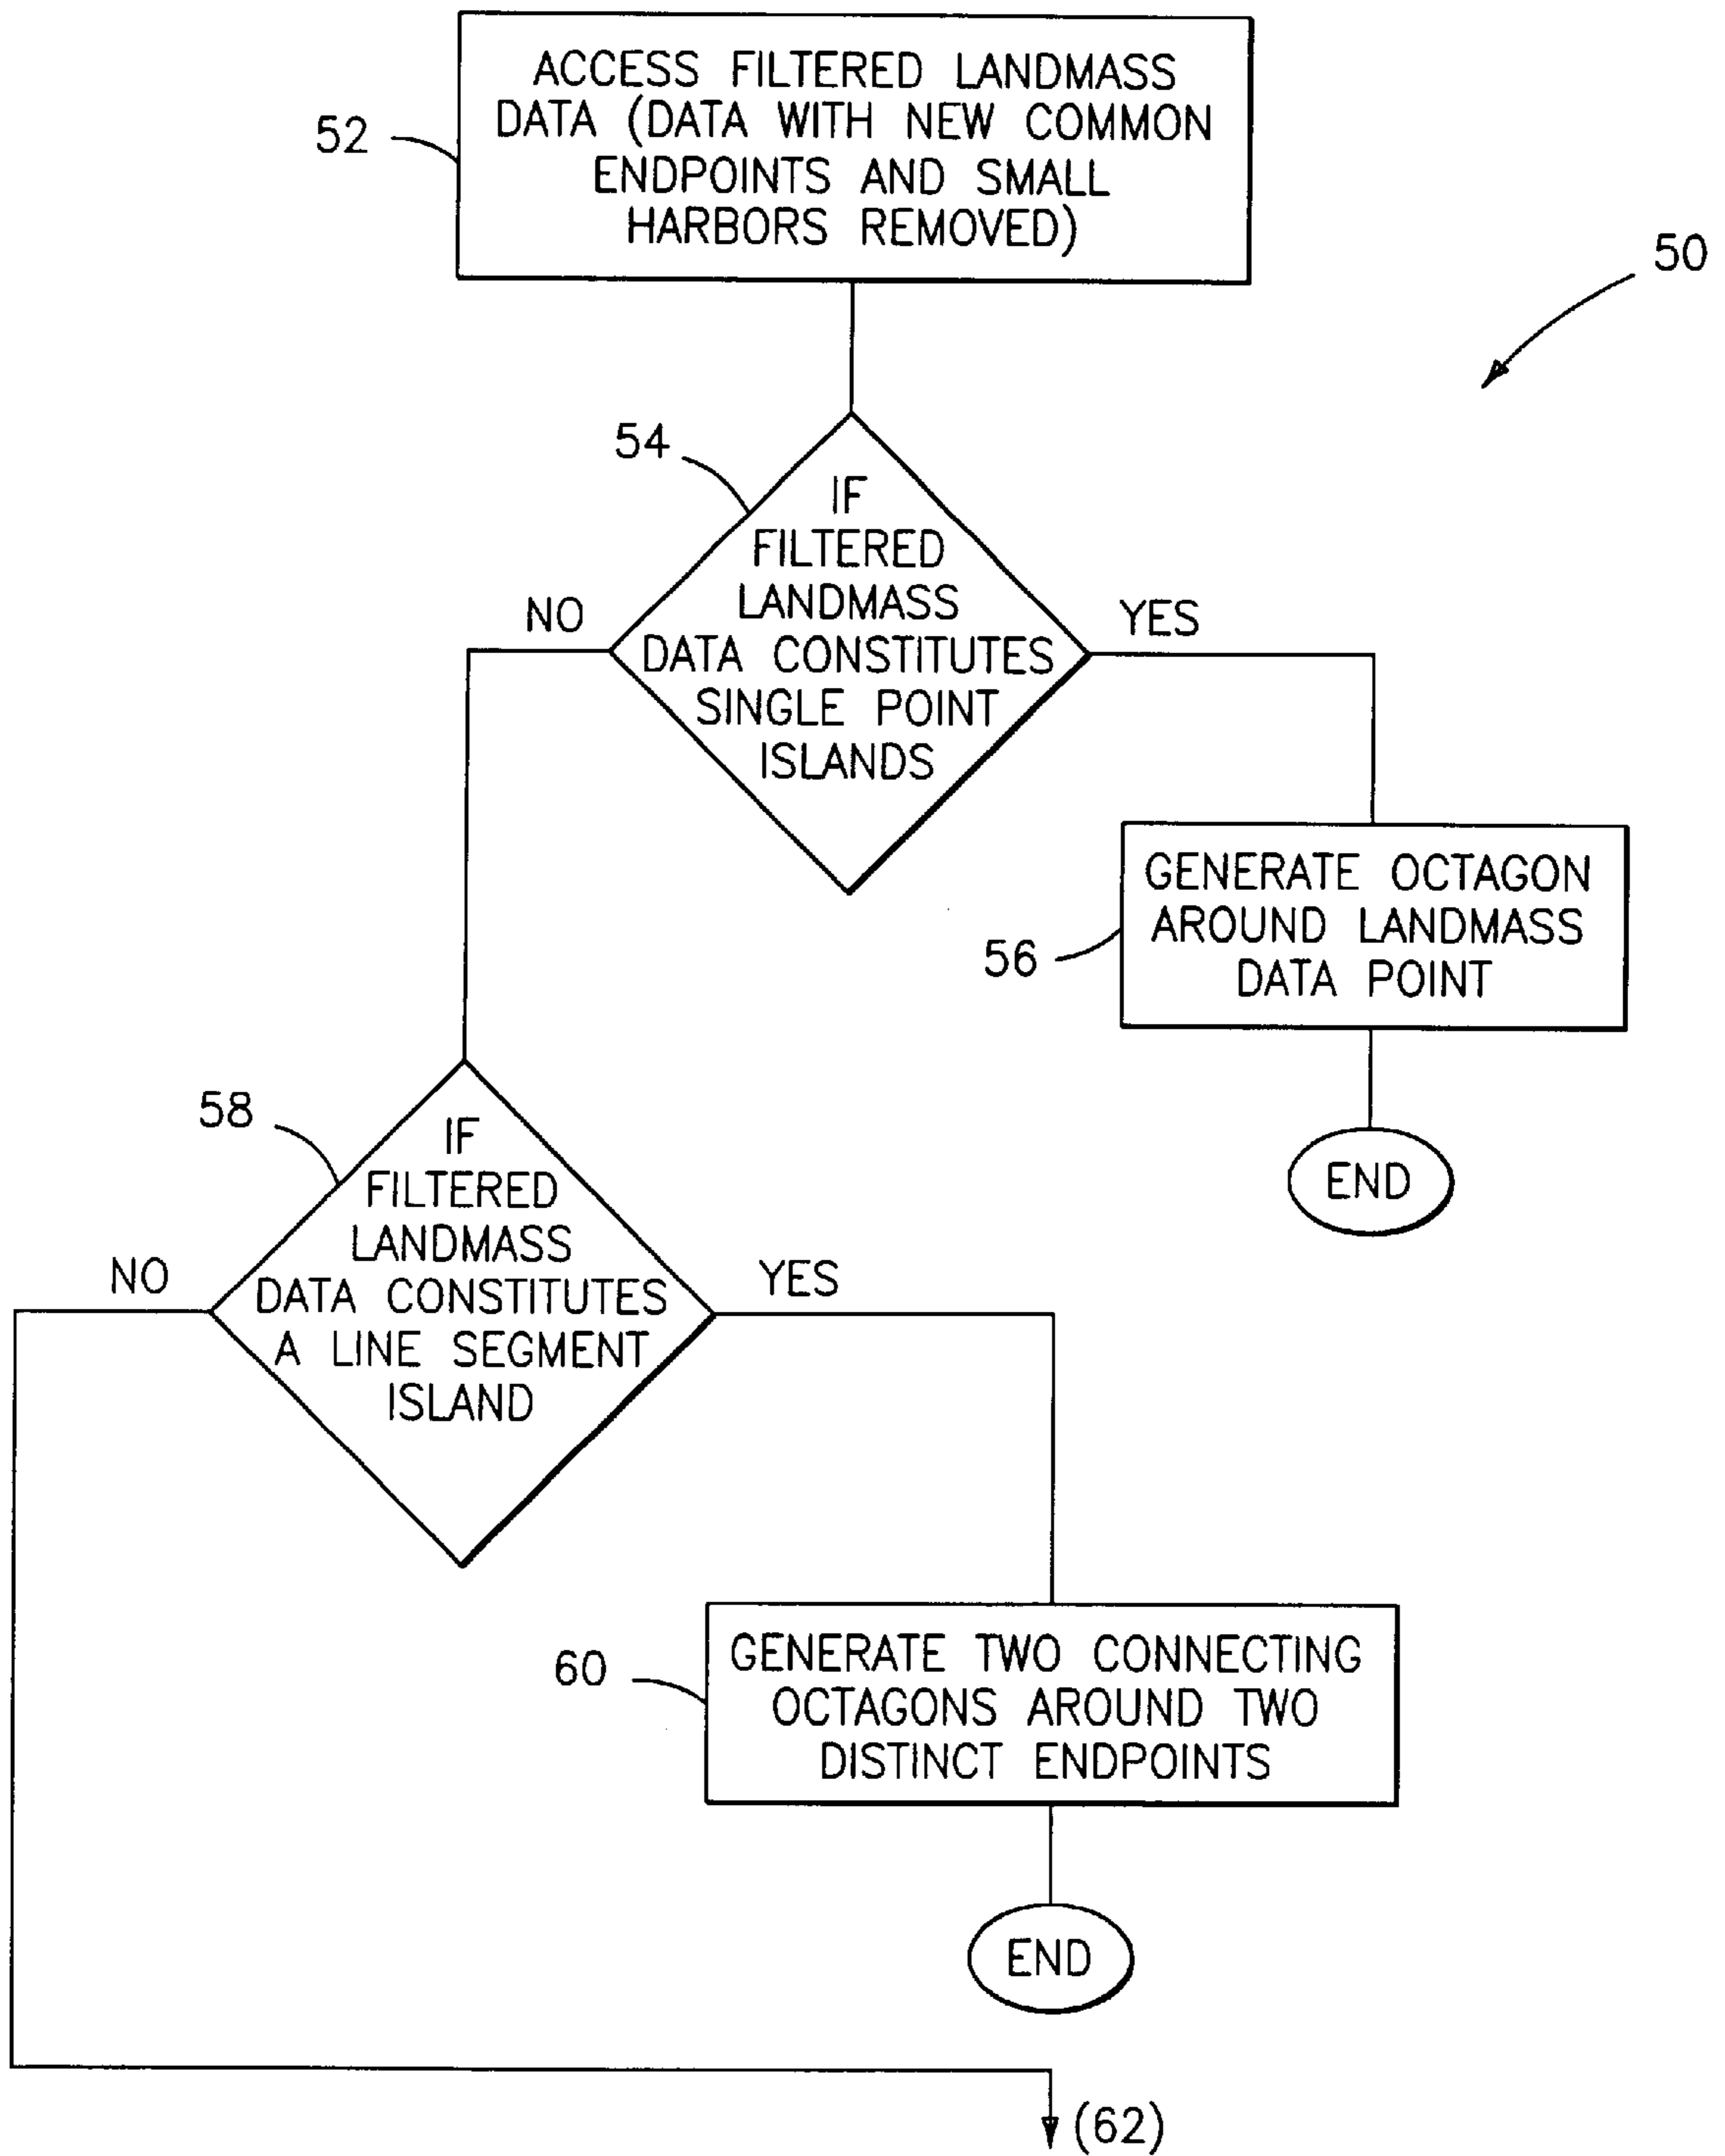 ACCESS FILTERED LANDMASS
DATA (DATA WITH NEW COMMON
ENDPOINTS AND SMALL
HARBORS REMOVED)
52
50
54
IF
FILTERED
LANDMASS
DATA CONSTITUTES
SINGLE POINT
ISLANDS
NO
YES
GENERATE OCTAGON
AROUND LANDMASS
DATA POINT
56
END
58
IF
FILTERED
LANDMASS
DATA CONSTITUTES
A LINE SEGMENT
ISLAND
NO
YES
60
GENERATE TWO CONNECTING
OCTAGONS AROUND TWO
DISTINCT ENDPOINTS
END
(62)